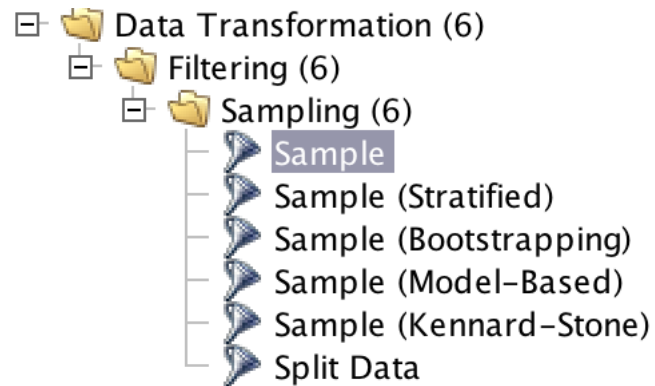 Data Transformation (6)
Filtering (6)
Sampling (6)
Sample
Sample (Stratified)
Sample (Bootstrapping)
Sample (Model-Based)
Sample (Kennard-Stone)
Split Data